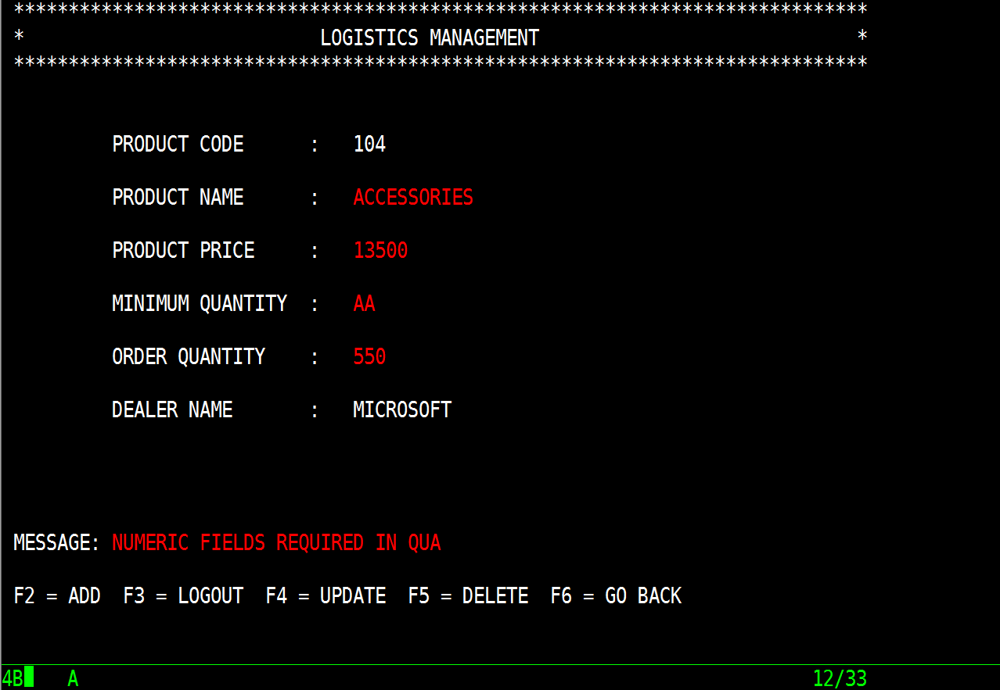 ******************************************************************************
* LOGISTICS MANAGEMENT *
******************************************************************************
PRODUCT CODE : 104
PRODUCT NAME : ACCESSORIES
PRODUCT PRICE : 13500
MINIMUM QUANTITY : AA
ORDER QUANTITY : 550
DEALER NAME : MICROSOFT
MESSAGE: NUMERIC FIELDS REQUIRED IN QUA
F2 = ADD F3 = LOGOUT F4 = UPDATE F5 = DELETE F6 = GO BACK
4B A 12/33